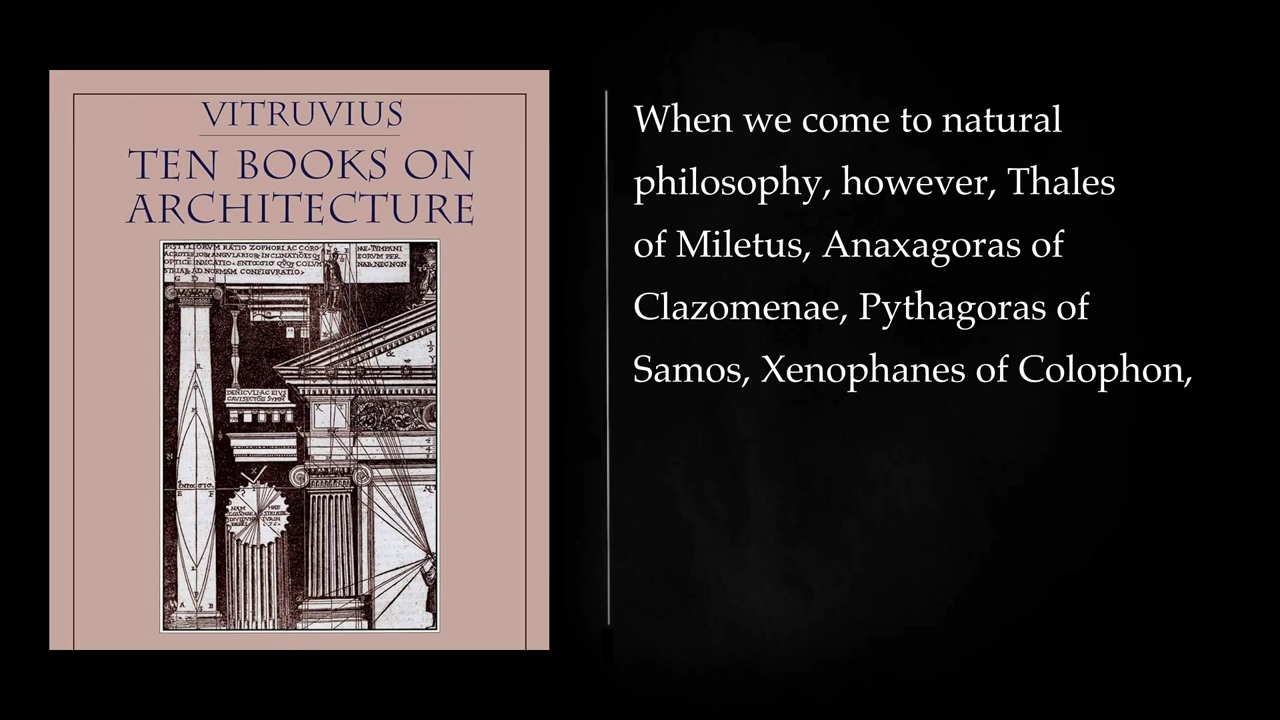 VITRUVIUS
TEN BOOKS ON
ARCHITECTURE
When we come to natural
philosophy, however, Thales
of Miletus, Anaxagoras of
Clazomenae, Pythagoras of
Samos, Xenophanes of Colophon,